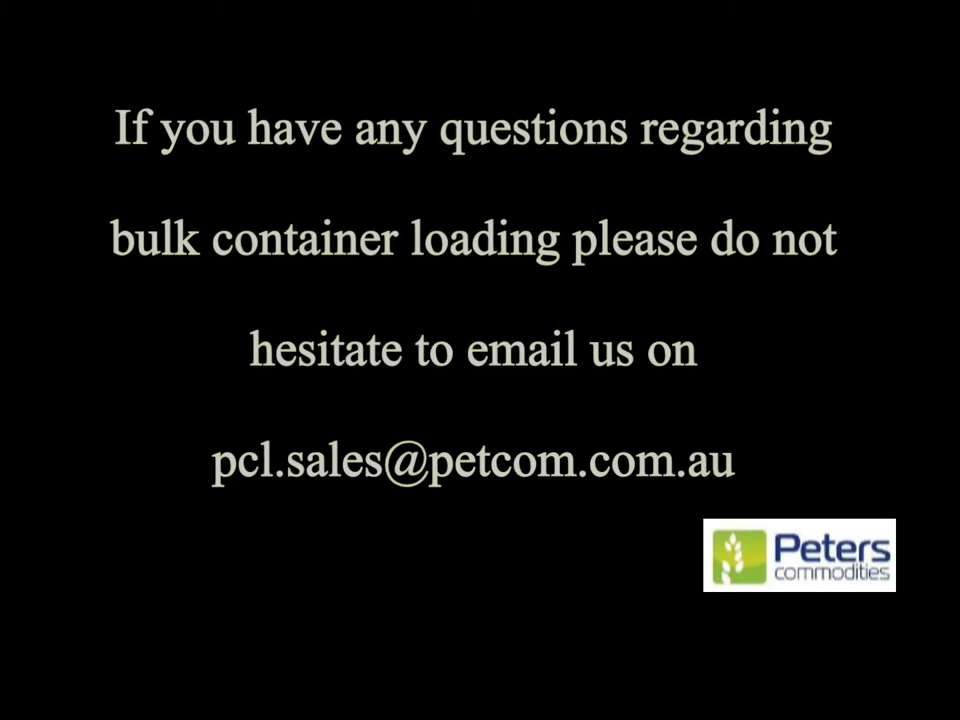 If you have any questions regarding
bulk container loading please do not
hesitate to email us on
pcl.sales@petcom.com.au
Peters
commodities